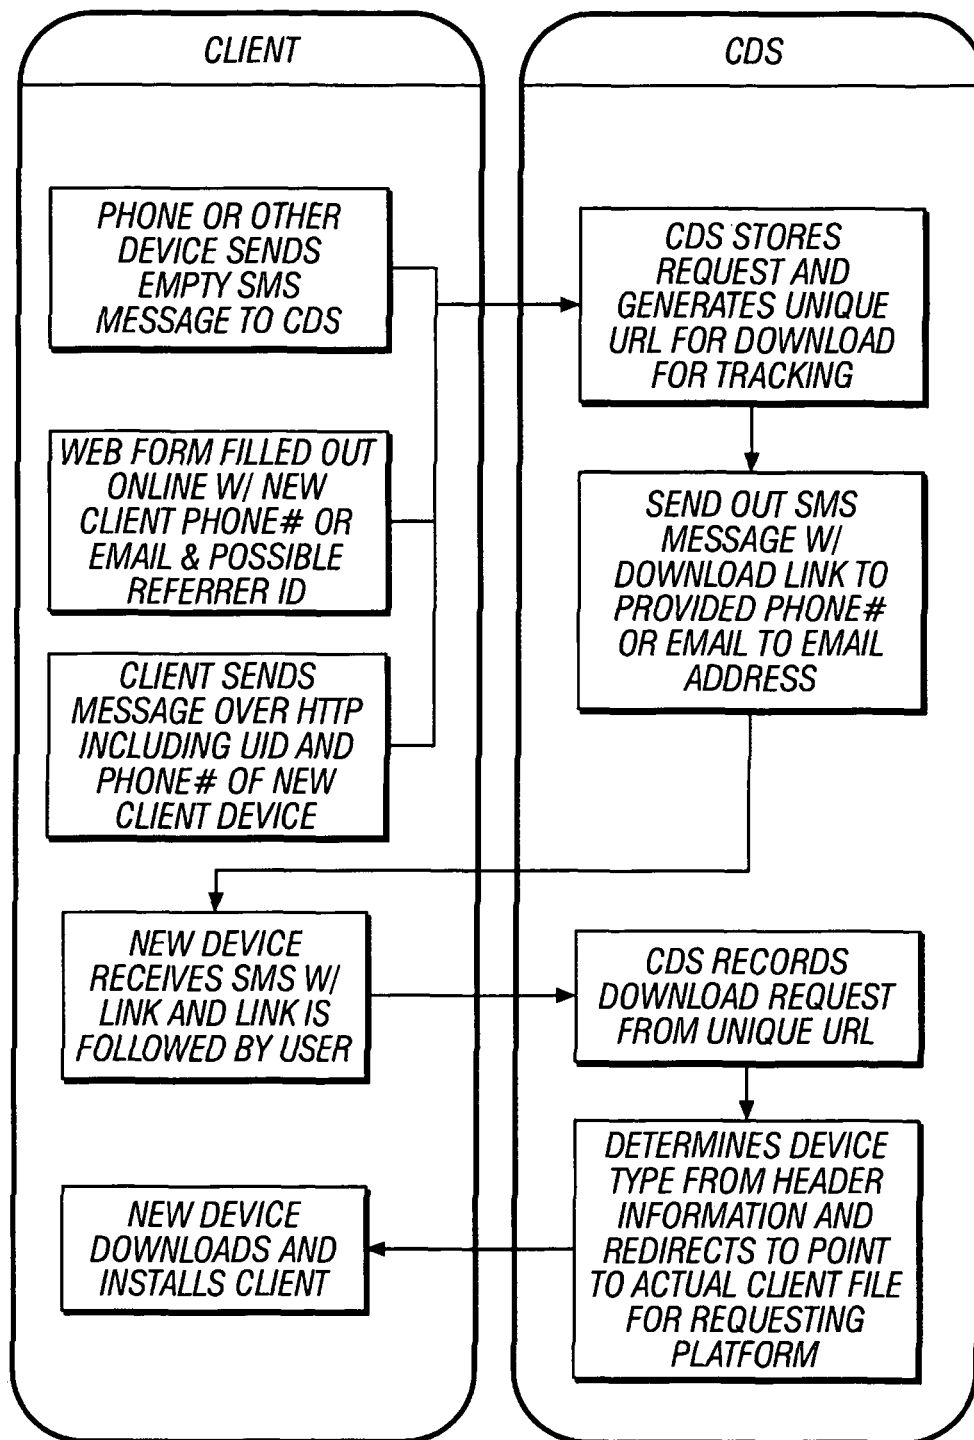 CLIENT
PHONE OR OTHER
DEVICE SENDS
EMPTY SMS
MESSAGE TO CDS
WEB FORM FILLED OUT
ONLINE W/ NEW
CLIENT PHONE# OR
EMAIL & POSSIBLE
REFERRER ID
CLIENT SENDS
MESSAGE OVER HTTP
INCLUDING UID AND
PHONE# OF NEW
CLIENT DEVICE
NEW DEVICE
RECEIVES SMS W/
LINK AND LINK IS
FOLLOWED BY USER
NEW DEVICE
DOWNLOADS AND
INSTALLS CLIENT
CDS
CDS STORES
REQUEST AND
GENERATES UNIQUE
URL FOR DOWNLOAD
FOR TRACKING
SEND OUT SMS
MESSAGE W/
DOWNLOAD LINK TO
PROVIDED PHONE#
OR EMAIL TO EMAIL
ADDRESS
CDS RECORDS
DOWNLOAD REQUEST
FROM UNIQUE URL
DETERMINES DEVICE
TYPE FROM HEADER
INFORMATION AND
REDIRECTS TO POINT
TO ACTUAL CLIENT FILE
FOR REQUESTING
PLATFORM